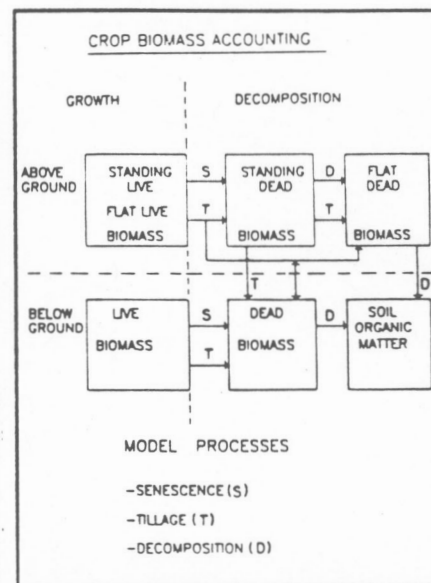 CROP BIOMASS ACCOUNTING
GROWTH
DECOMPOSITION
ABOVE
GROUND
STANDING
LIVE
FLAT LIVE
BIOMASS
S
T
STANDING
DEAD
BIOMASS
D
T
FLAT
DEAD
BIOMASS
T
D
BELOW
GROUND
LIVE
BIOMASS
S
T
DEAD
BIOMASS
D
SOIL
ORGANIC
MATTER
MODEL PROCESSES
-SENESCENCE(S)
-TILLAGE(T)
-DECOMPOSITION(D)